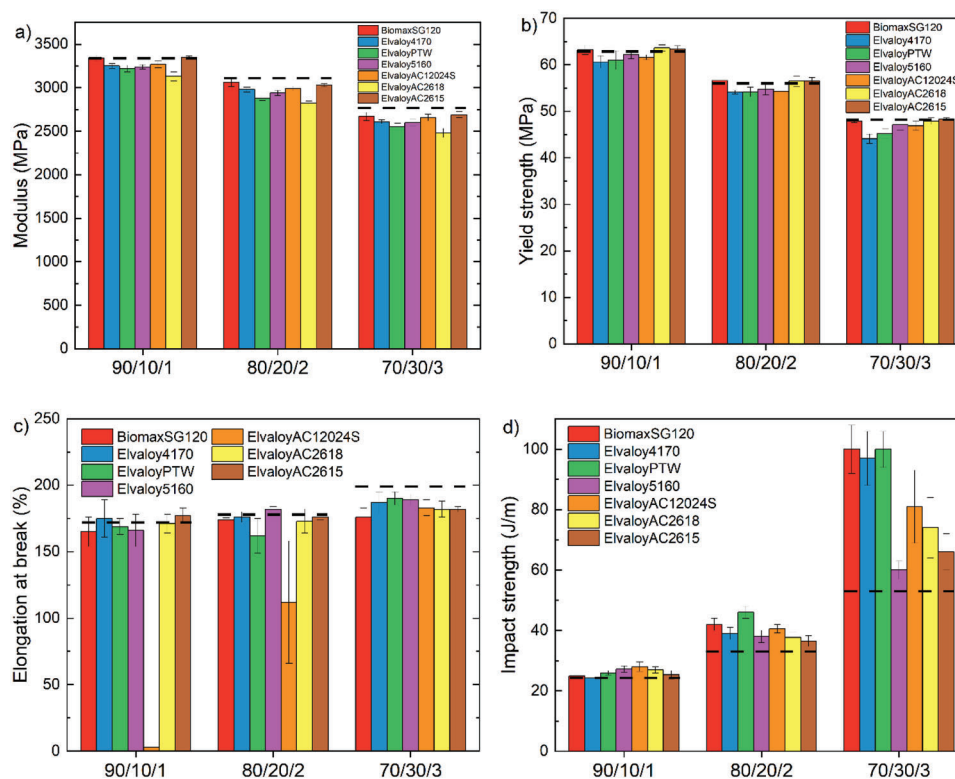 a)
Modulus (MPa)
3500
3000
2500
2000
1500
1000
500
0
BiomaxSG120
Elvaloy4170
ElvaloyPTW
Elvaloy5160
ElvaloyAC12024S
ElvaloyAC2618
ElvaloyAC2615
90/10/1
80/20/2
70/30/3
b)
Yield strength (MPa)
70
60
50
40
30
20
10
0
BiomaxSG120
Elvaloy4170
ElvaloyPTW
Elvaloy5160
ElvaloyAC12024S
ElvaloyAC2618
ElvaloyAC2615
90/10/1
80/20/2
70/30/3
c)
Elongation at break (%)
250
200
150
100
50
0
BiomaxSG120
Elvaloy4170
ElvaloyPTW
Elvaloy5160
ElvaloyAC12024S
ElvaloyAC2618
ElvaloyAC2615
90/10/1
80/20/2
70/30/3
d)
Impact strength (J/m)
100
80
60
40
20
0
BiomaxSG120
Elvaloy4170
ElvaloyPTW
Elvaloy5160
ElvaloyAC12024S
ElvaloyAC2618
ElvaloyAC2615
90/10/1
80/20/2
70/30/3